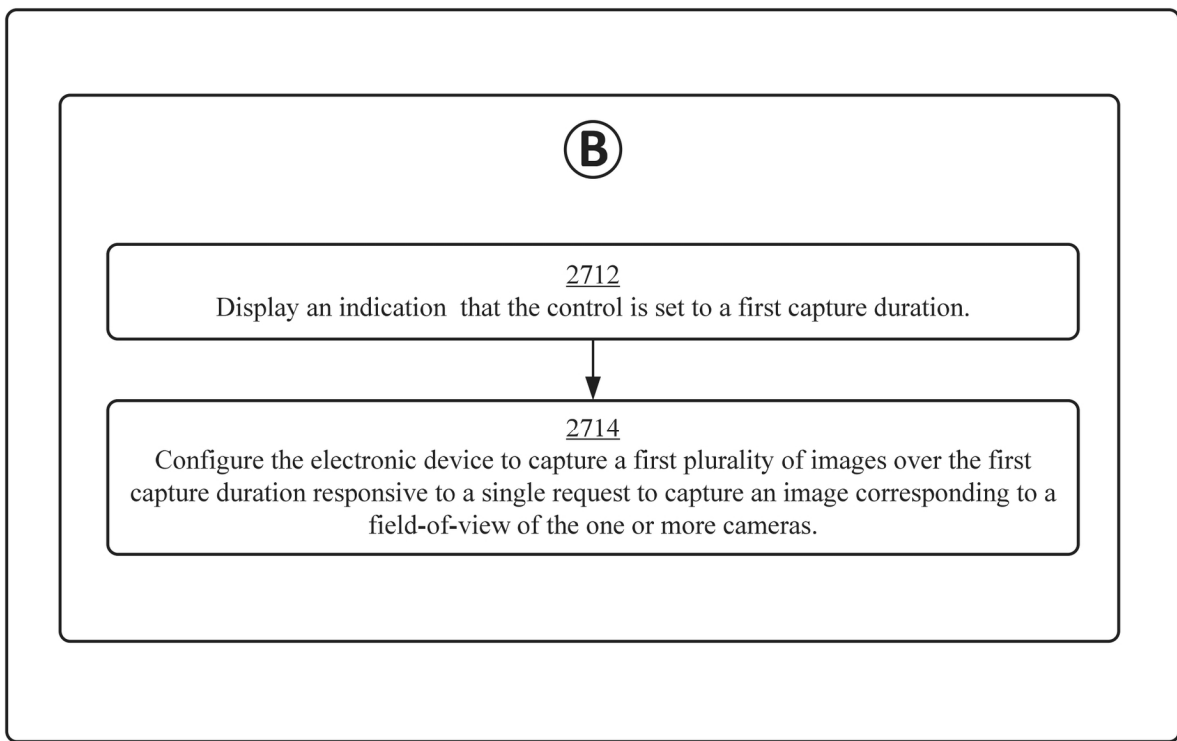 B
2712
Display an indication that the control is set to a first capture duration.
2714
Configure the electronic device to capture a first plurality of images over the first
capture duration responsive to a single request to capture an image corresponding to a
field-of-view of the one or more cameras.